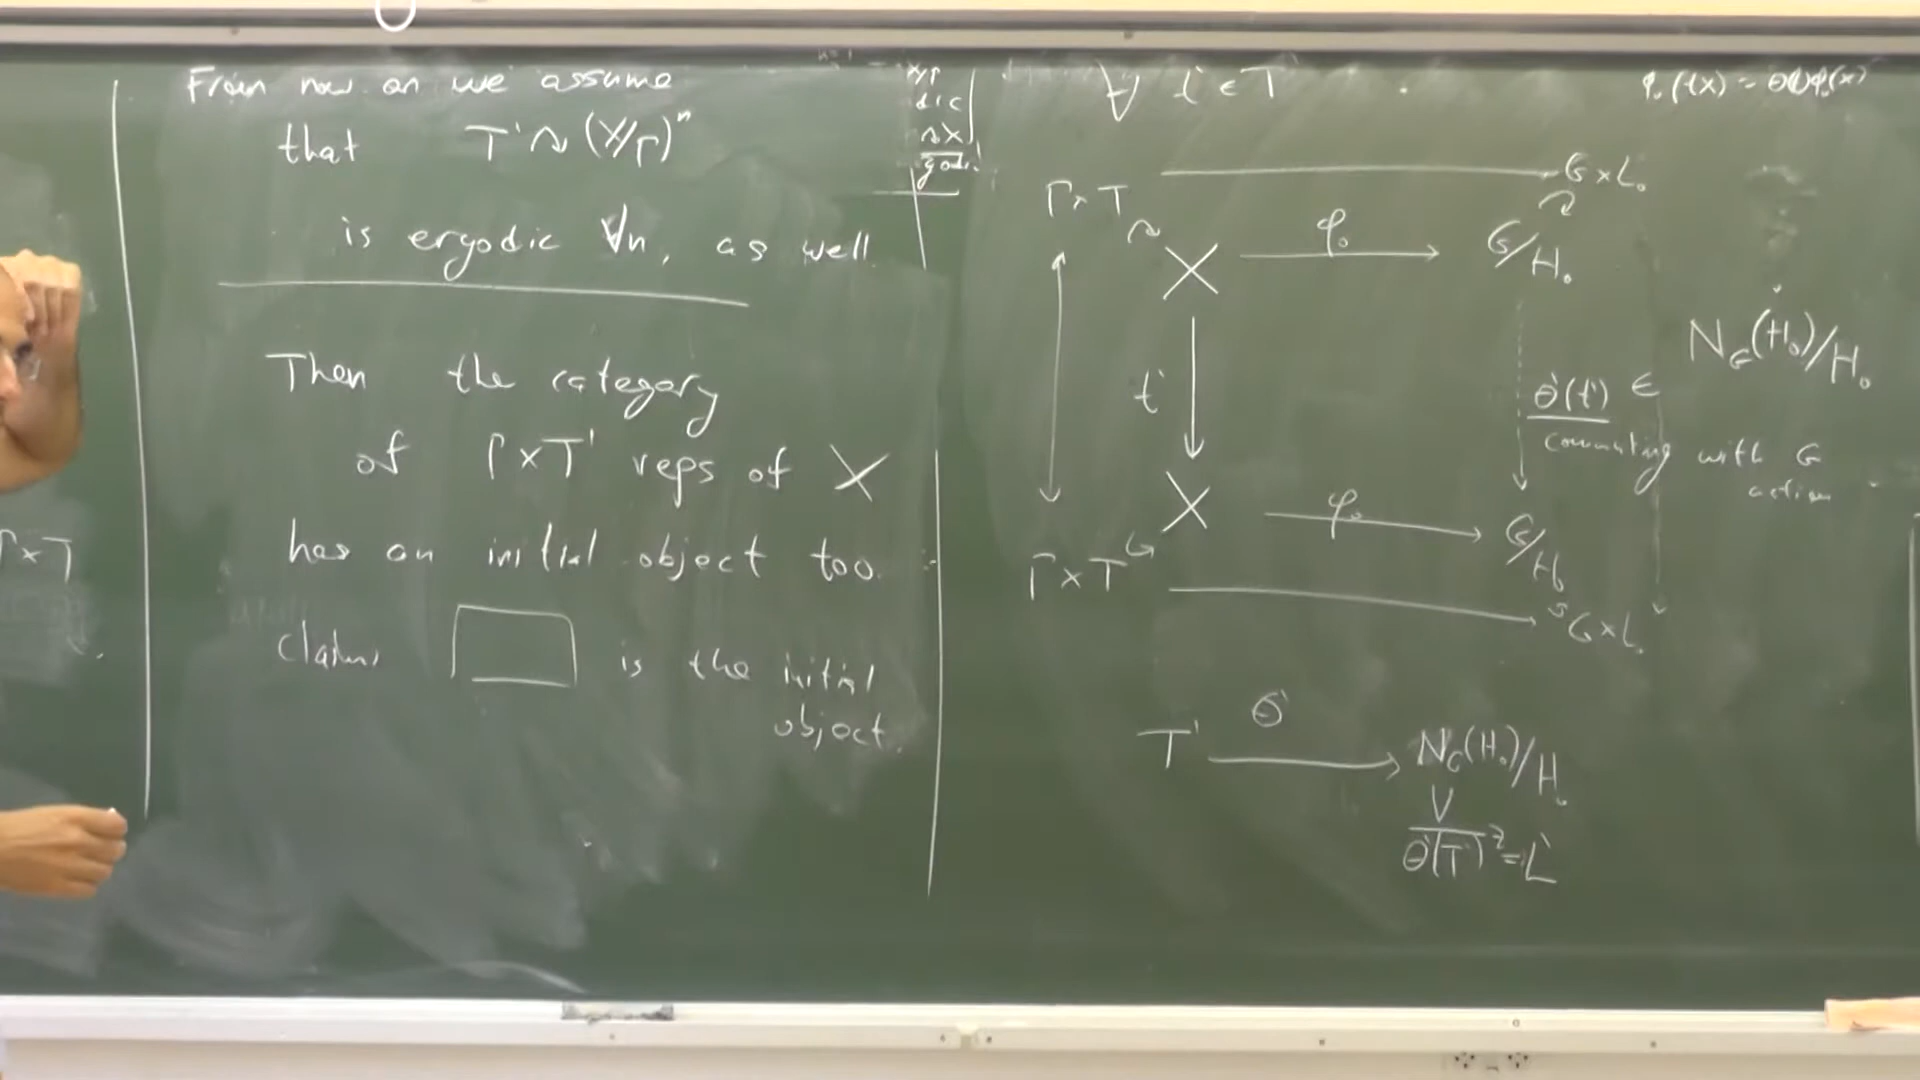 From now on we assume
that T' ↷ (X/Γ)^n
is ergodic ∀n, as well
Then the category
of Γ×T' reps of X
has an initial object too.
claim, □ is the initial
object.
Γ×T
∀ t' ∈ T'
Γ×T ⟶ G×L₀
X —φ₀→ G/H₀
N_G(H₀)/H₀
t'
θ'(t') ∈
commuting with G
action
X —φ₀→ G/H₀
Γ×T ⟶ G×L₀
T' —θ'→ N_G(H₀)/H₀
∨
θ'(T')^Z = L'